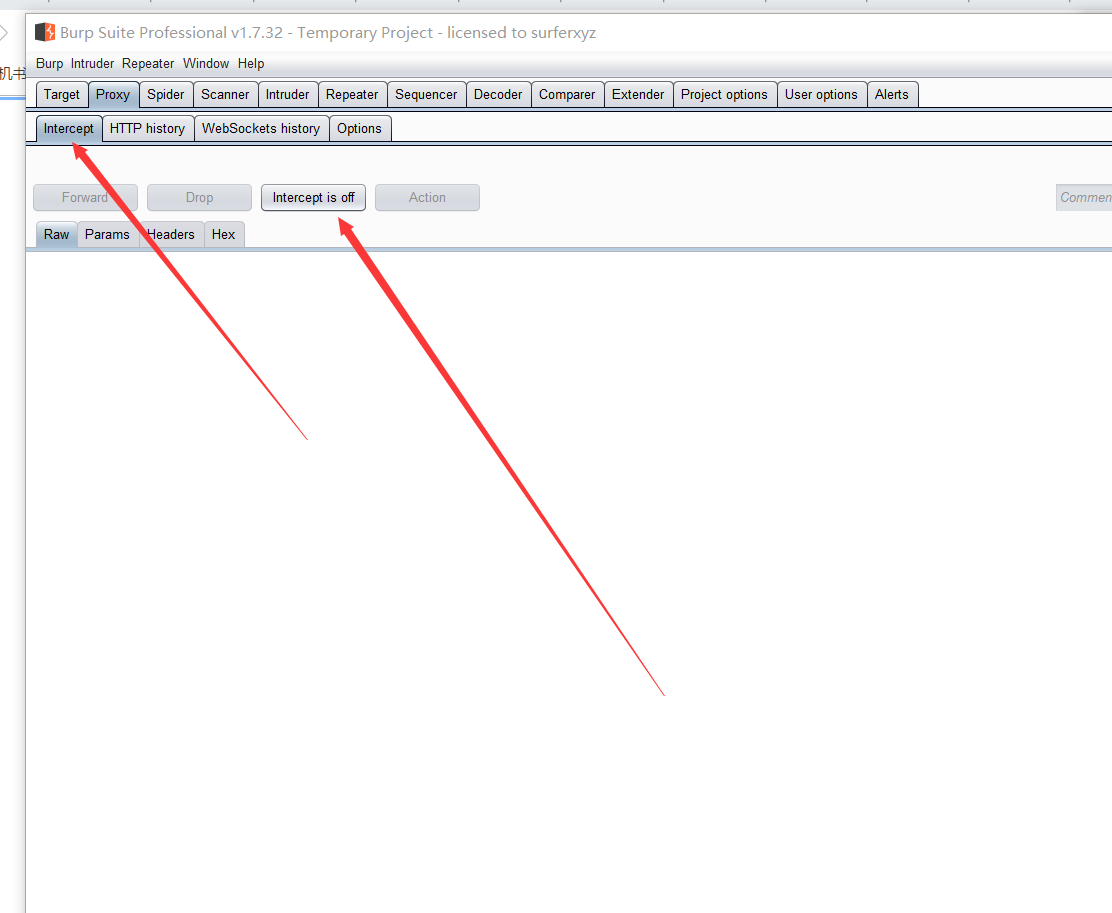 Burp Suite Professional v1.7.32 - Temporary Project - licensed to surferxyz
Burp Intruder Repeater Window Help
机书
Target Proxy Spider Scanner Intruder Repeater Sequencer Decoder Comparer Extender Project options User options Alerts
Intercept HTTP history WebSockets history Options
Forward Drop Intercept is off Action Commen
Raw Params Headers Hex